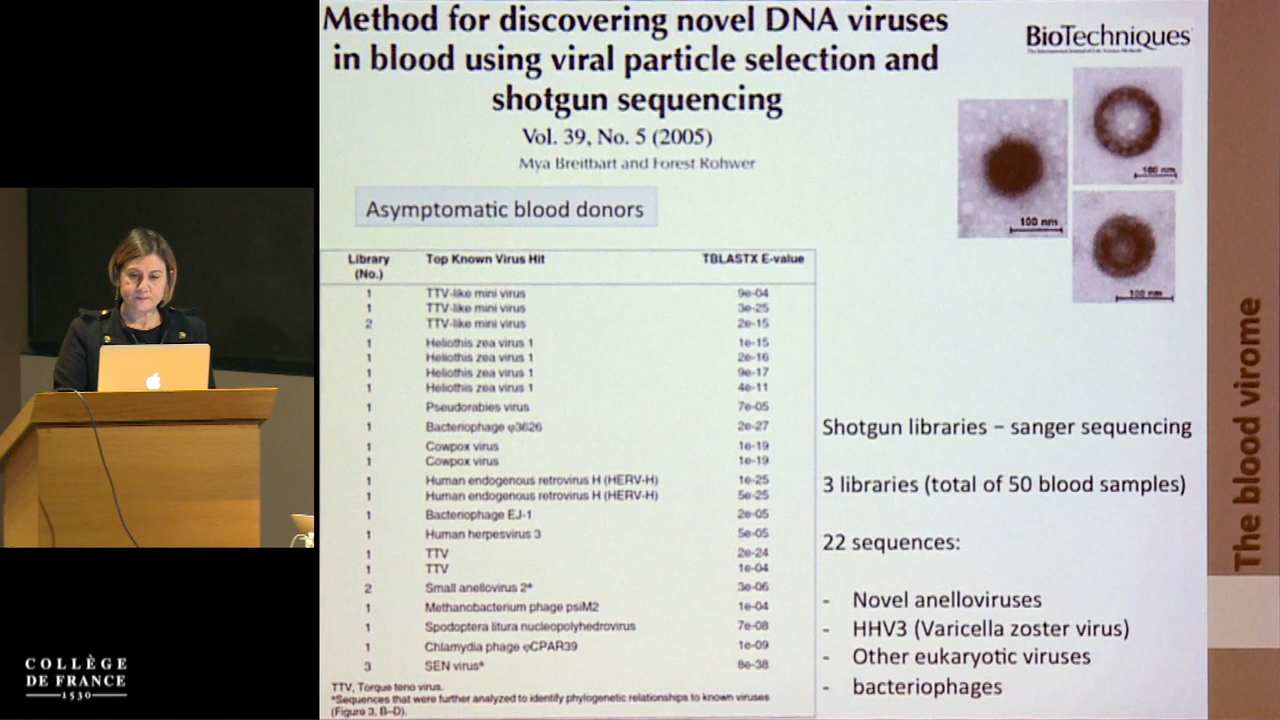 Method for discovering novel DNA viruses
in blood using viral particle selection and
shotgun sequencing
Vol. 39, No. 5 (2005)
Mya Breitbart and Forest Rohwer
BioTechniques
100 nm
100 nm
100 nm
Asymptomatic blood donors
Library (No.) Top Known Virus Hit TBLASTX E-value
1 TTV-like mini virus 9e-04
1 TTV-like mini virus 3e-25
2 TTV-like mini virus 2e-15
1 Heliothis zea virus 1 1e-15
1 Heliothis zea virus 1 2e-16
1 Heliothis zea virus 1 9e-17
1 Heliothis zea virus 1 4e-11
1 Pseudorabies virus 7e-05
1 Bacteriophage φ3626 2e-27
1 Cowpox virus 1e-19
1 Cowpox virus 1e-19
1 Human endogenous retrovirus H (HERV-H) 1e-25
1 Human endogenous retrovirus H (HERV-H) 5e-25
1 Bacteriophage EJ-1 2e-05
1 Human herpesvirus 3 5e-05
1 TTV 2e-24
1 TTV 1e-04
2 Small anellovirus 2ª 3e-06
1 Methanobacterium phage psiM2 1e-04
1 Spodoptera litura nucleopolyhedrovirus 7e-08
1 Chlamydia phage φCPAR39 1e-09
3 SEN virusª 8e-38
TTV, Torque teno virus.
ªSequences that were further analyzed to identify phylogenetic relationships to known viruses
(Figure 3, B–D).
Shotgun libraries – sanger sequencing
3 libraries (total of 50 blood samples)
22 sequences:
- Novel anelloviruses
- HHV3 (Varicella zoster virus)
- Other eukaryotic viruses
- bacteriophages
The blood virome
COLLÈGE
DE FRANCE
1530